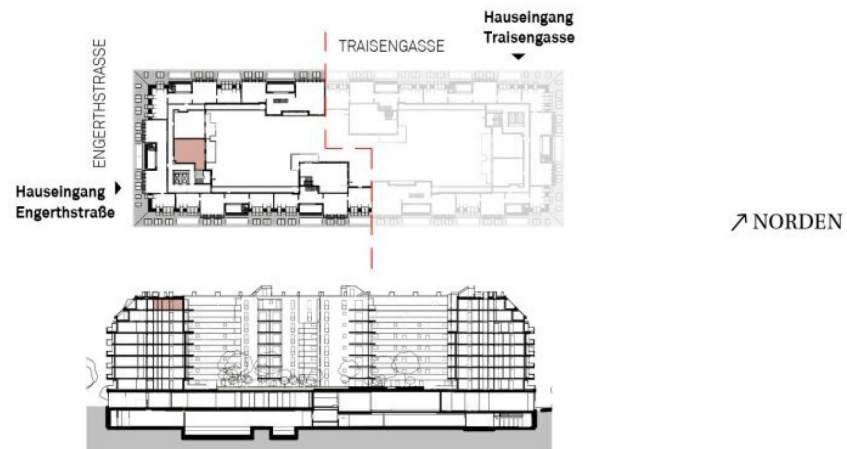 Hauseingang
Traisengasse
TRAISENGASSE
ENGERTHSTRASSE
Hauseingang
Engerthstraße
↗ NORDEN